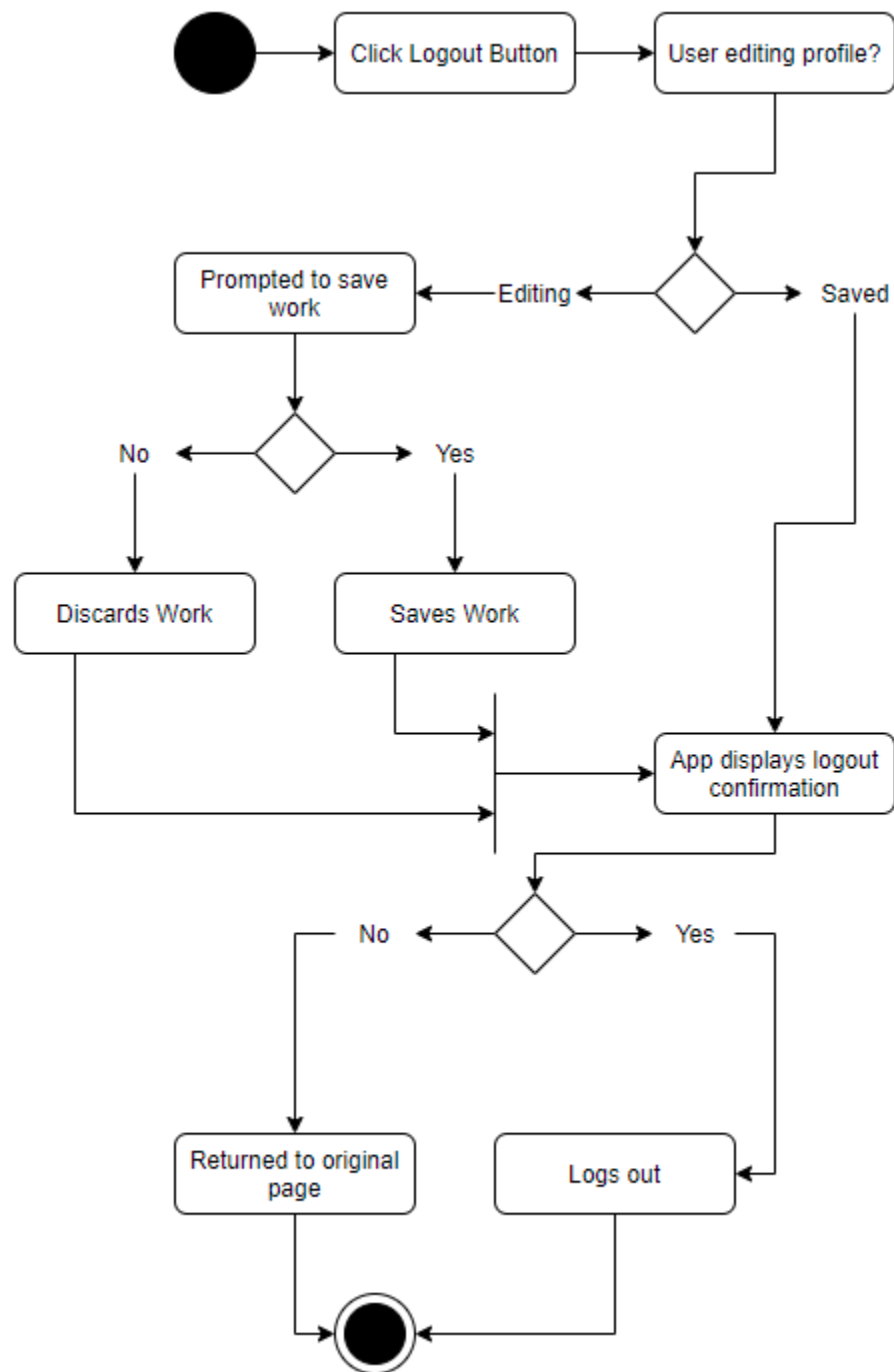 Click Logout Button
User editing profile?
Prompted to save
work
Editing
Saved
No
Yes
Discards Work
Saves Work
App displays logout
confirmation
No
Yes
Returned to original
page
Logs out